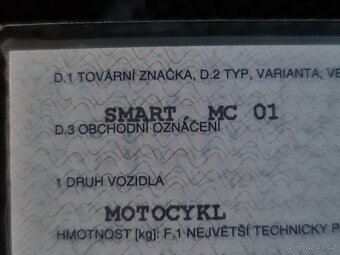 D.1 TOVÁRNÍ ZNAČKA, D.2 TYP, VARIANTA, VE
SMART, MC 01
D.3 OBCHODNÍ OZNÁČENÍ
1 DRUH VOZIDLA
MOTOCYKL
HMOTNOST [kg]: F.1 NEJVĚTŠÍ TECHNICKY P